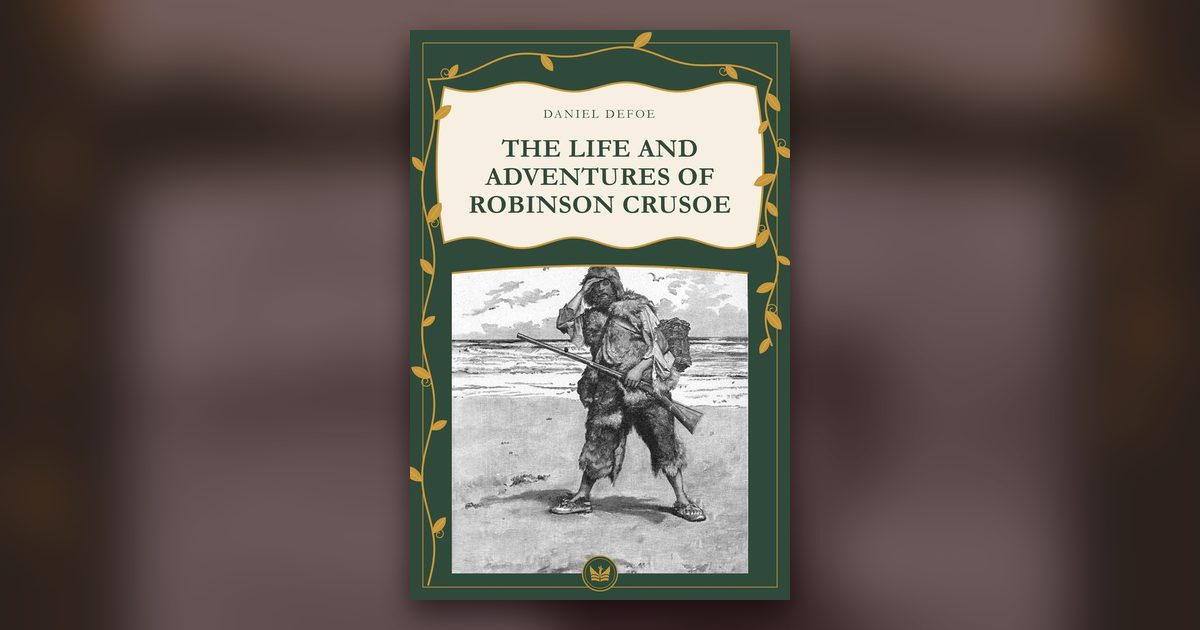 DANIEL DEFOE
THE LIFE AND
ADVENTURES OF
ROBINSON CRUSOE